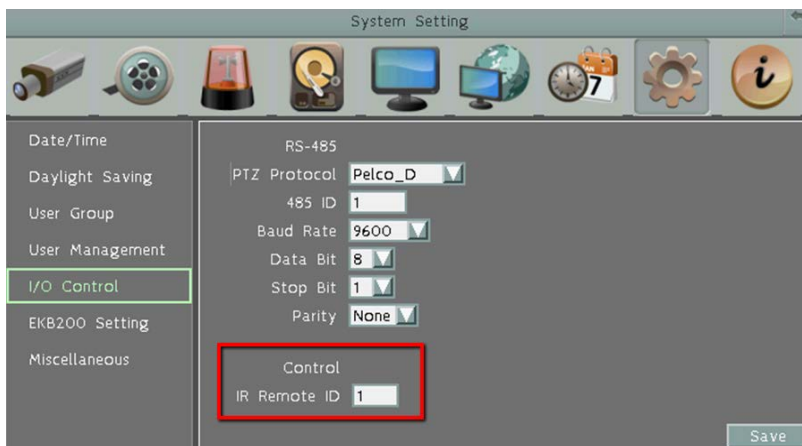 System Setting
7
i
Date/Time
Daylight Saving
User Group
User Management
I/O Control
EKB200 Setting
Miscellaneous
RS-485
PTZ Protocol Pelco_D
485 ID 1
Baud Rate 9600
Data Bit 8
Stop Bit 1
Parity None
Control
IR Remote ID 1
Save